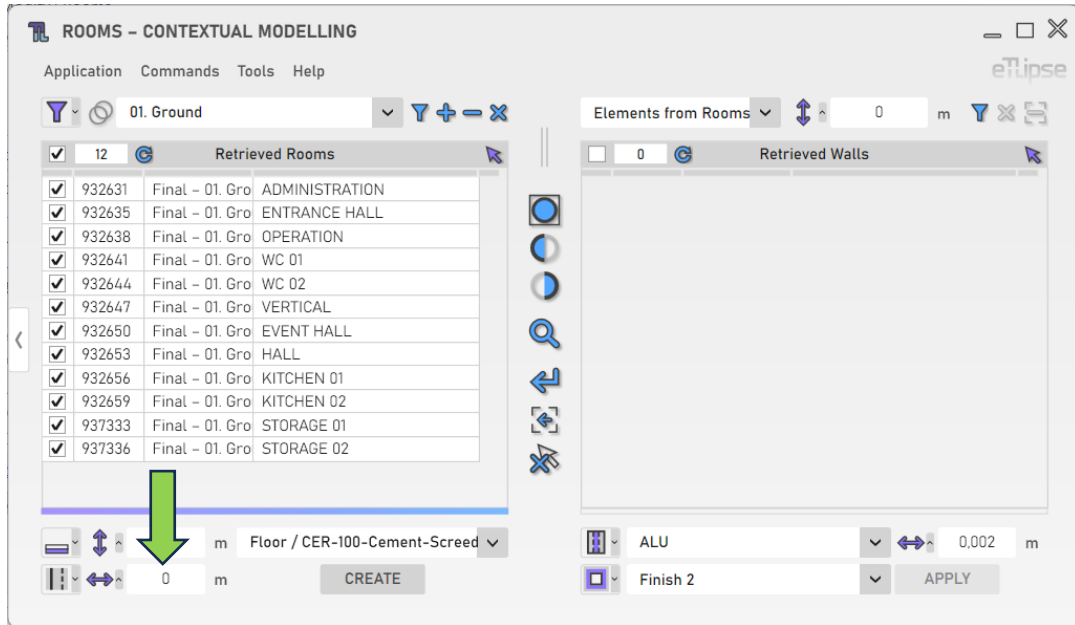 ROOMS – CONTEXTUAL MODELLING
Application Commands Tools Help
eTLipse
01. Ground
Elements from Rooms 0 m
12 Retrieved Rooms
0 Retrieved Walls
932631 Final – 01. Gro ADMINISTRATION
932635 Final – 01. Gro ENTRANCE HALL
932638 Final – 01. Gro OPERATION
932641 Final – 01. Gro WC 01
932644 Final – 01. Gro WC 02
932647 Final – 01. Gro VERTICAL
932650 Final – 01. Gro EVENT HALL
932653 Final – 01. Gro HALL
932656 Final – 01. Gro KITCHEN 01
932659 Final – 01. Gro KITCHEN 02
937333 Final – 01. Gro STORAGE 01
937336 Final – 01. Gro STORAGE 02
m Floor / CER-100-Cement-Screed
ALU 0,002 m
0 m CREATE
Finish 2 APPLY